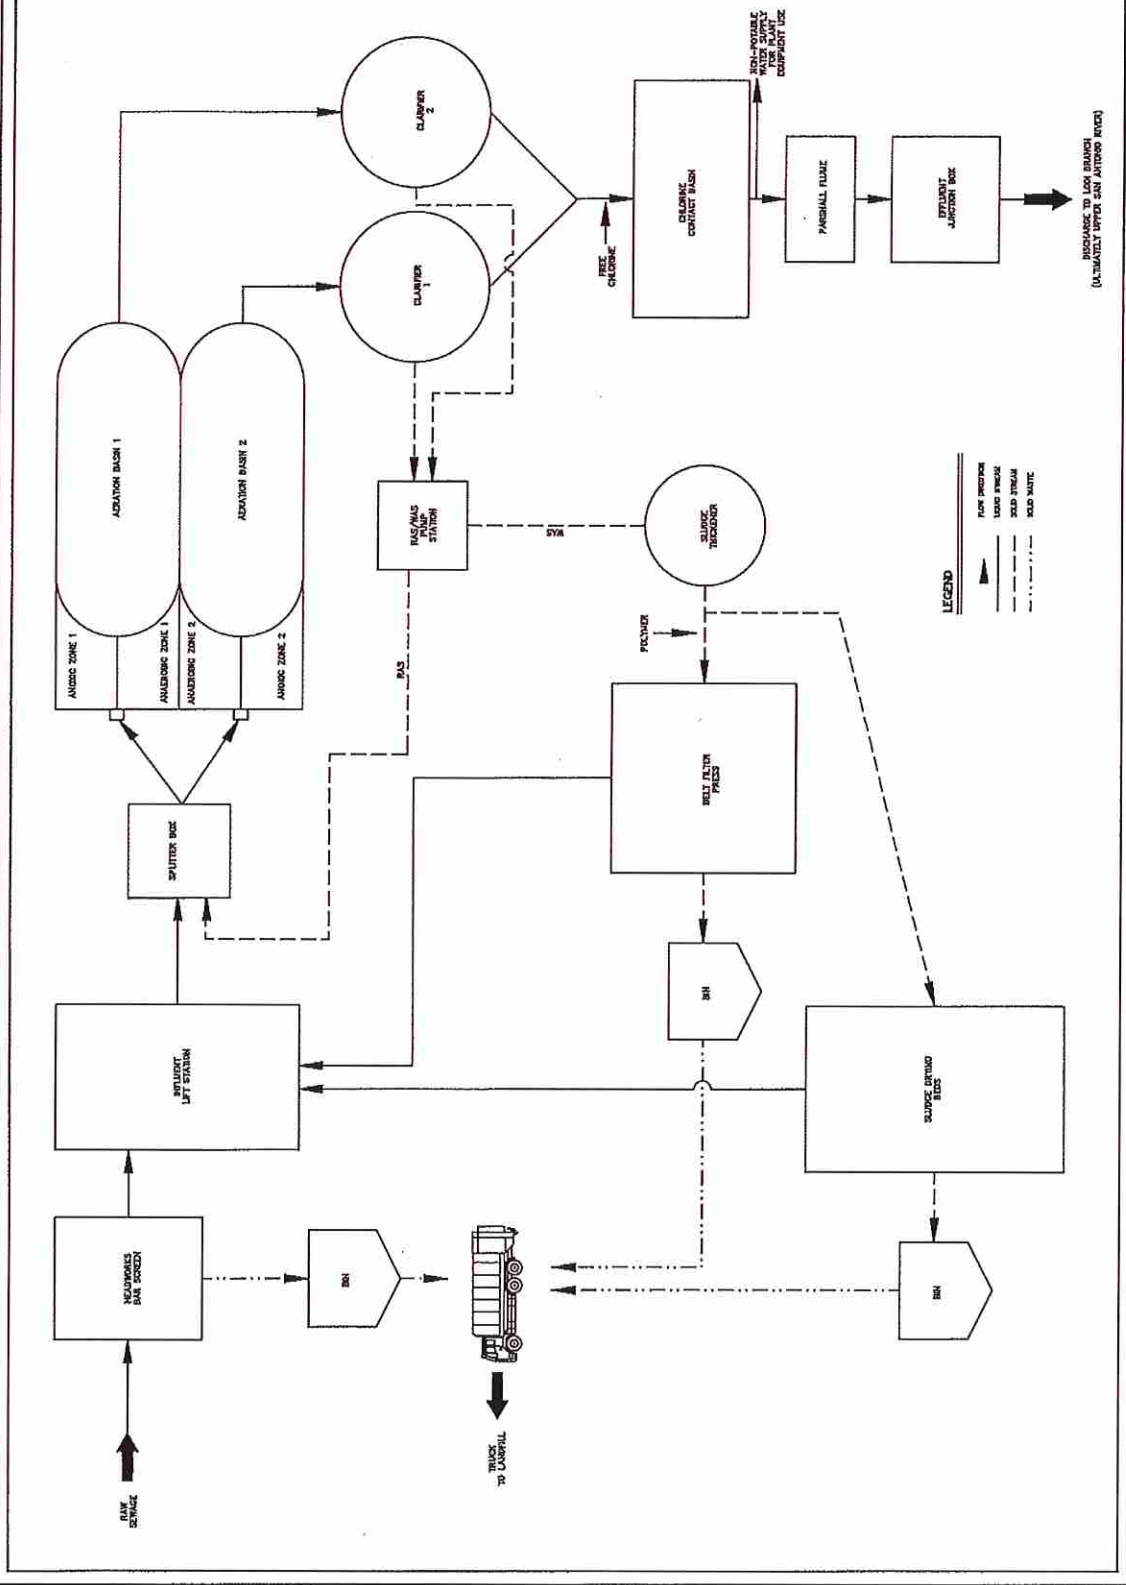 RAW
SEWAGE
HEADWORKS
BAR SCREEN
BIN
TRUCK
TO LANDFILL
INFLUENT
LIFT STATION
SPLITTER BOX
ANOXIC ZONE 1
ANAEROBIC ZONE 1
ANAEROBIC ZONE 2
ANOXIC ZONE 2
AERATION BASIN 1
AERATION BASIN 2
CLARIFIER
2
CLARIFIER
1
RAS/WAS
PUMP
STATION
RAS
WAS
SLUDGE
THICKENER
POLYMER
BELT FILTER
PRESS
BIN
SLUDGE DRYING
BEDS
BIN
FREE
CHLORINE
CHLORINE
CONTACT BASIN
NON-POTABLE
WATER SUPPLY
FOR PLANT
EQUIPMENT USE
PARSHALL FLUME
EFFLUENT
JUNCTION BOX
DISCHARGE TO LODI BRANCH
(ULTIMATELY UPPER SAN ANTONIO RIVER)
LEGEND
FLOW DIRECTION
LIQUID STREAM
SOLID STREAM
SOLID WASTE